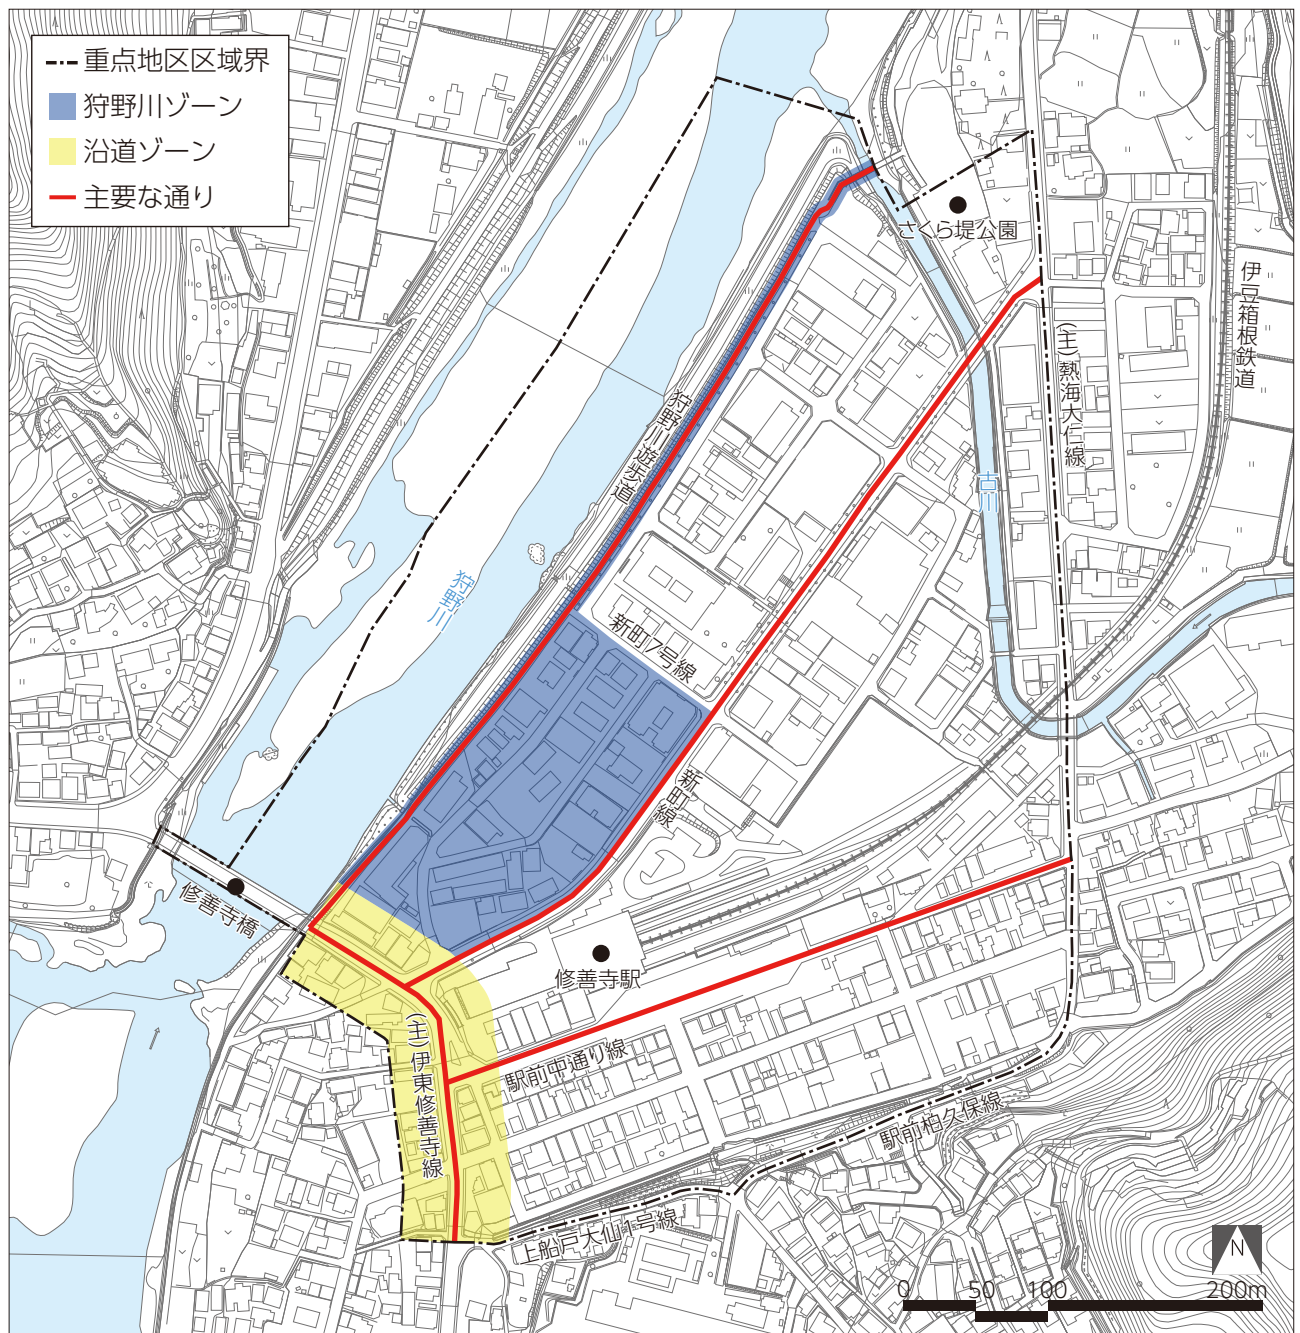 重点地区区域界
狩野川ゾーン
沿道ゾーン
主要な通り
さくら堤公園
伊豆箱根鉄道
(主)熱海大仁線
狩野川遊歩道
古川
狩野川
新町7号線
新町線
修善寺橋
修善寺駅
(主)伊東修善寺線
駅前中通り線
駅前柏久保線
上船戸大仙1号線
N
0 50 100 200m